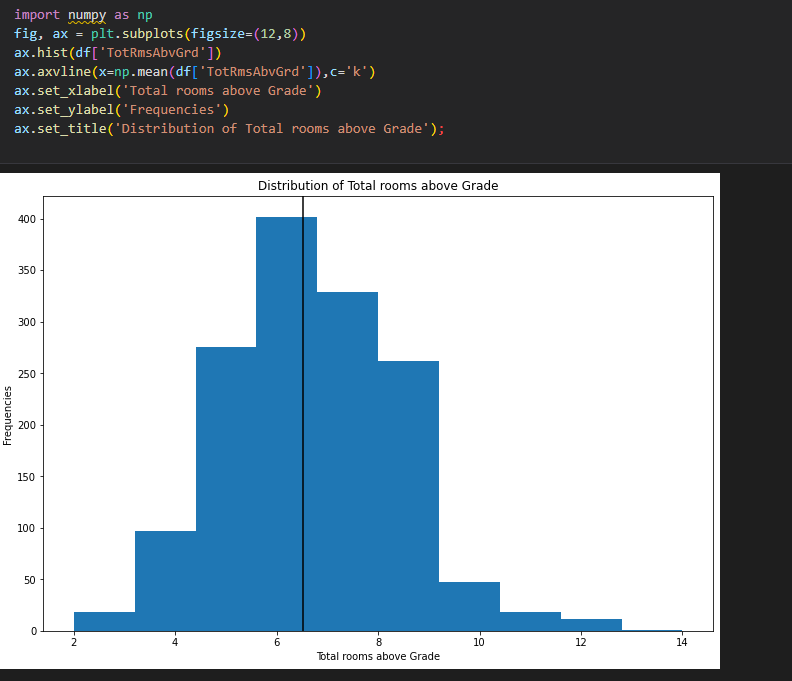 import numpy as np
fig, ax = plt.subplots(figsize=(12,8))
ax.hist(df['TotRmsAbvGrd'])
ax.axvline(x=np.mean(df['TotRmsAbvGrd']),c='k')
ax.set_xlabel('Total rooms above Grade')
ax.set_ylabel('Frequencies')
ax.set_title('Distribution of Total rooms above Grade');
Distribution of Total rooms above Grade
400
350
300
250
200
150
100
50
0
Frequencies
2 4 6 8 10 12 14
Total rooms above Grade